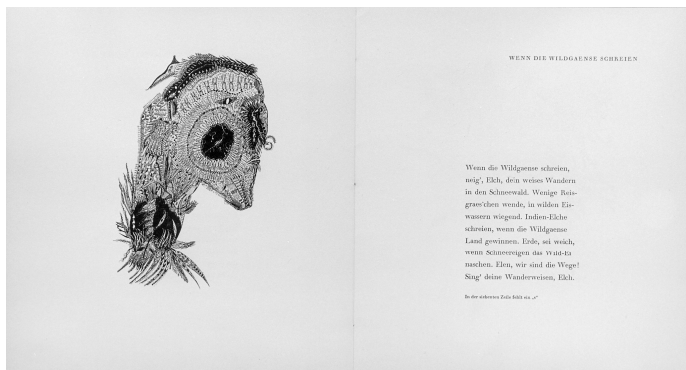 WENN DIE WILDGAENSE SCHREIEN
Wenn die Wildgaense schreien,
neig', Elch, dein weises Wandern
in den Schneewald. Wenige Reis-
graes'chen wende, in wilden Eis-
wassern wiegend. Indien-Elche
schreien, wenn die Wildgaense
Land gewinnen. Erde, sei weich,
wenn Schneereigen das Wild-Ei
naschen. Elen, wir sind die Wege!
Sing' deine Wanderweisen, Elch.
In der siebenten Zeile fehlt ein „s“